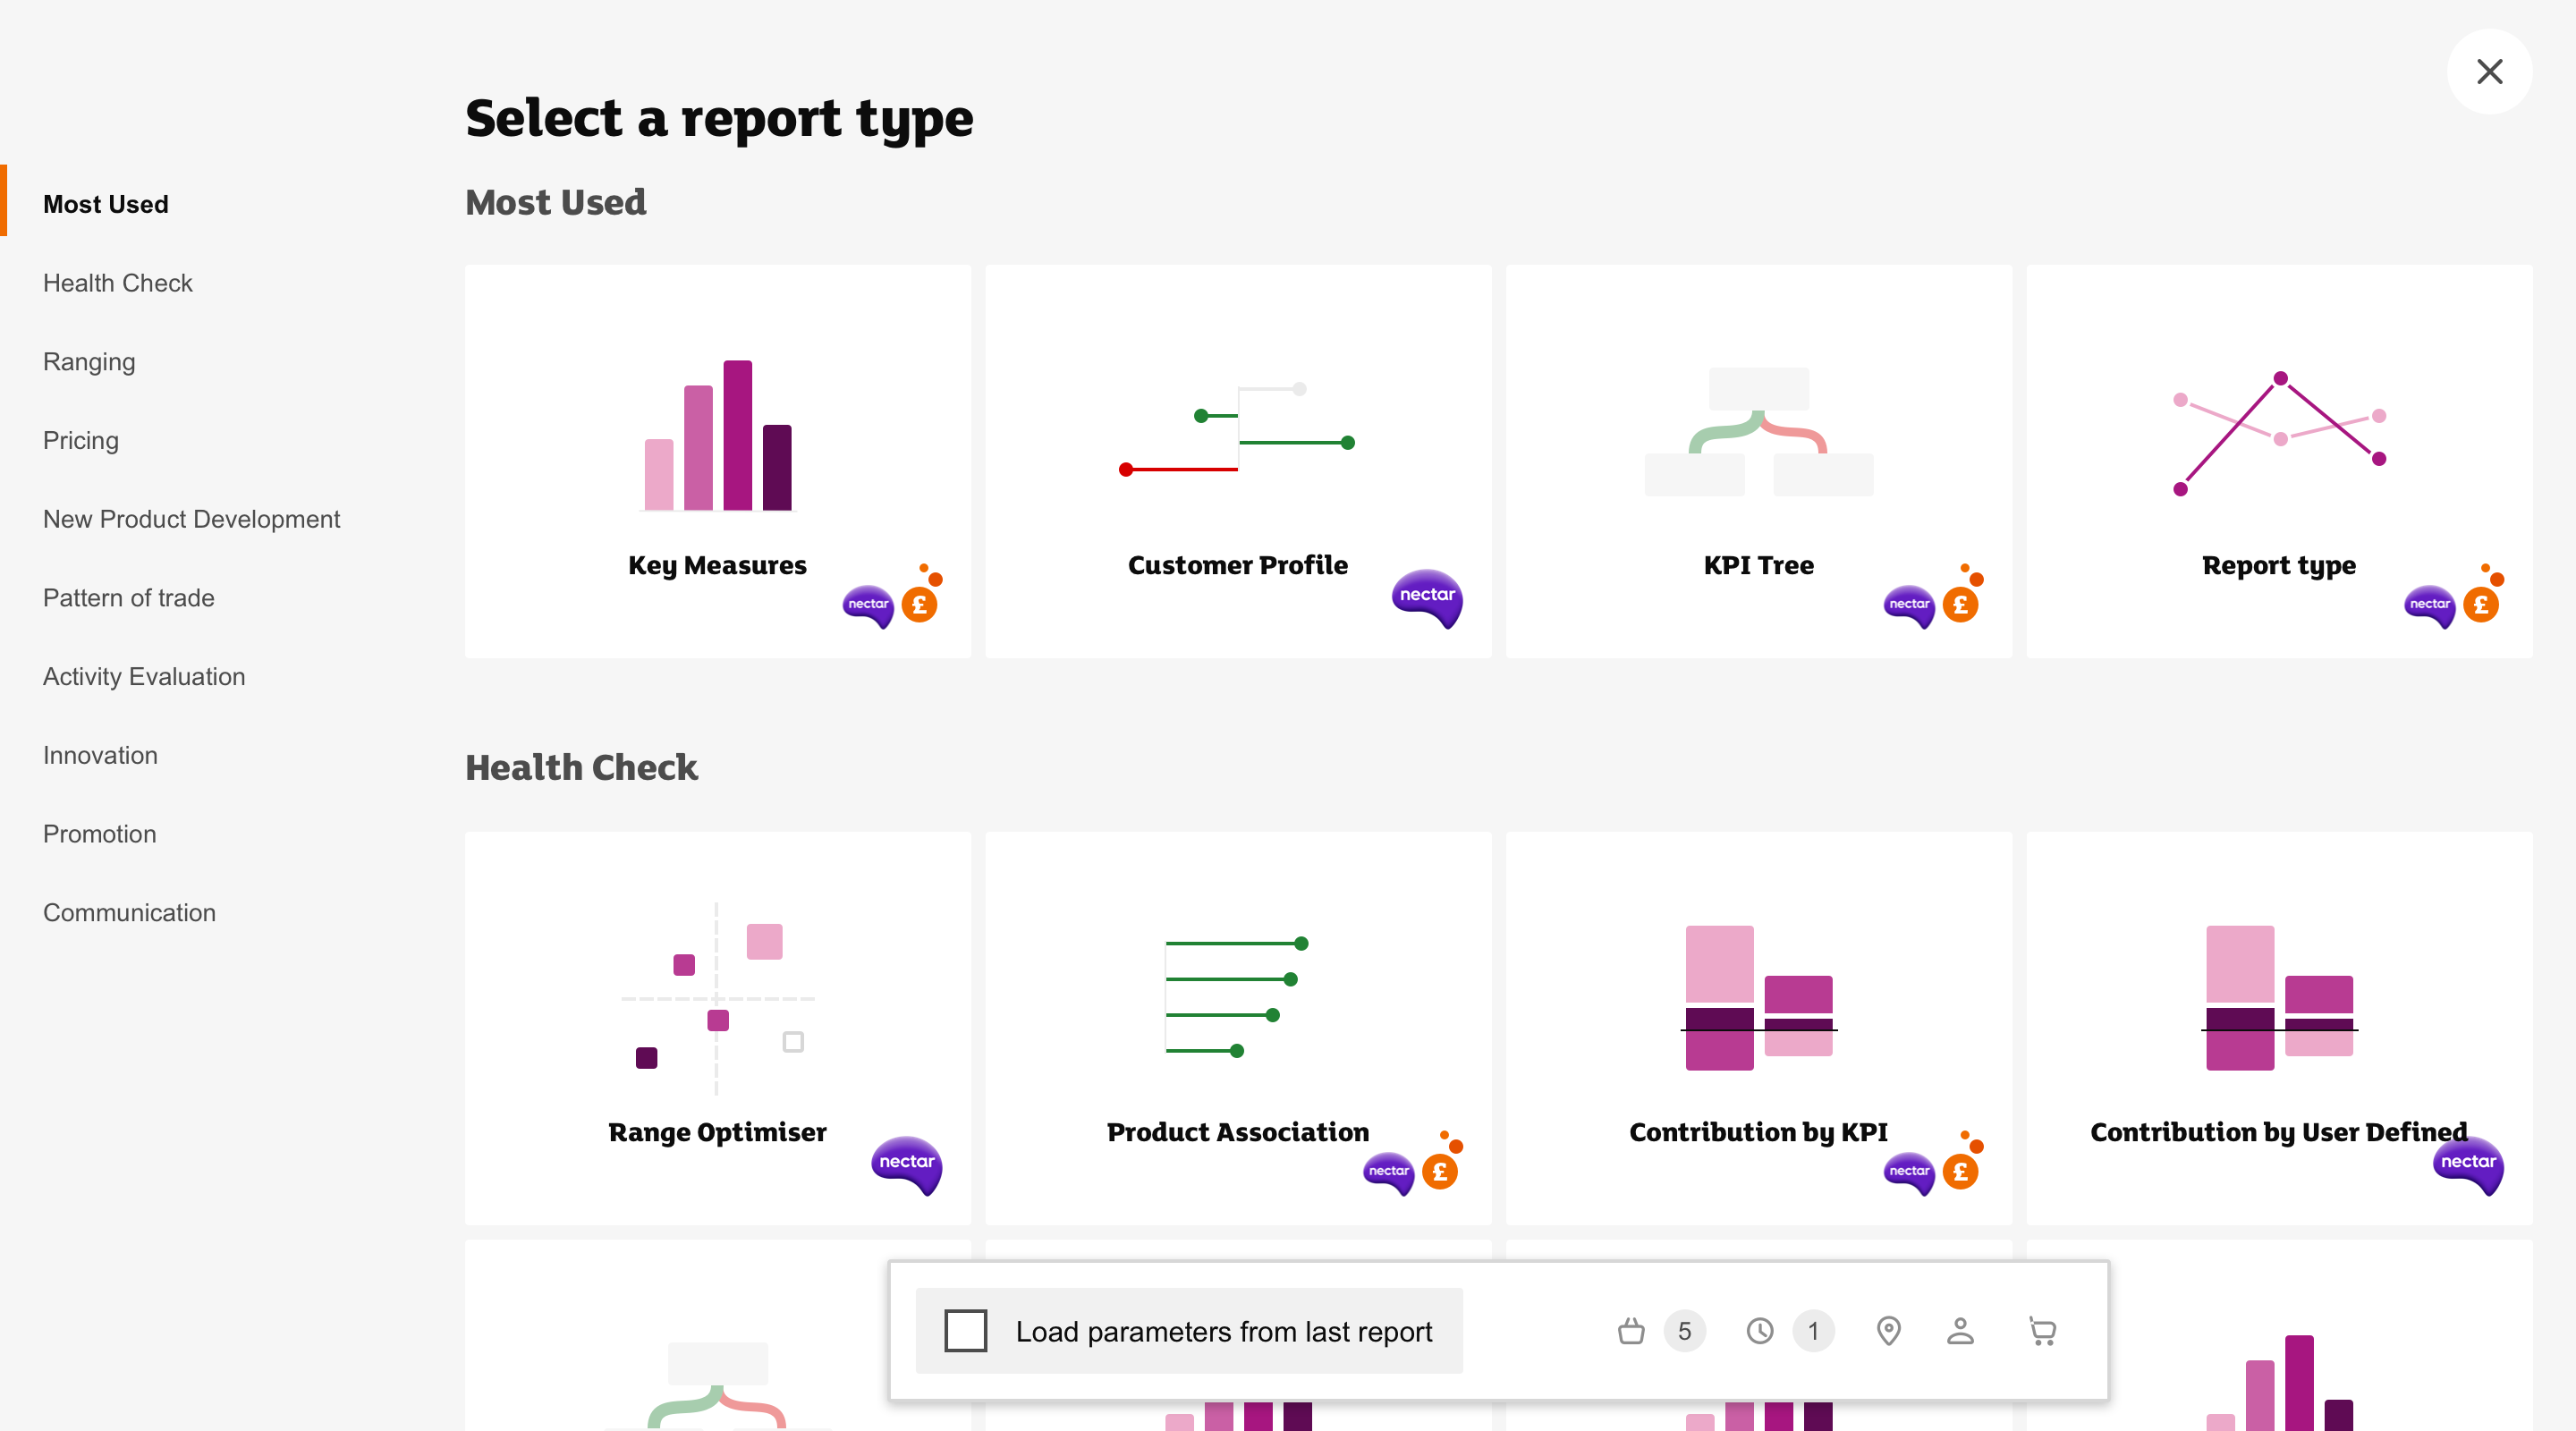 Select a report type
Most Used
Health Check
Ranging
Pricing
New Product Development
Pattern of trade
Activity Evaluation
Innovation
Promotion
Communication
Most Used
Key Measures
nectar £
Customer Profile
nectar
KPI Tree
nectar £
Report type
nectar £
Health Check
Range Optimiser
nectar
Product Association
nectar £
Contribution by KPI
nectar £
Contribution by User Defined
nectar
Load parameters from last report
5
1